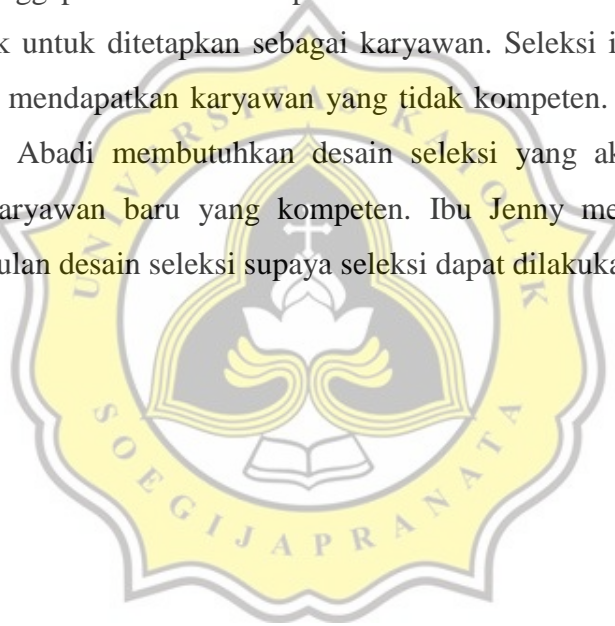 k untuk ditetapkan sebagai karyawan. Seleksi i
mendapatkan karyawan yang tidak kompeten.
Abadi membutuhkan desain seleksi yang ak
aryawan baru yang kompeten. Ibu Jenny me
ulan desain seleksi supaya seleksi dapat dilakuka
UNIVERSITAS KATOLIK
SOEGIJAPRANATA